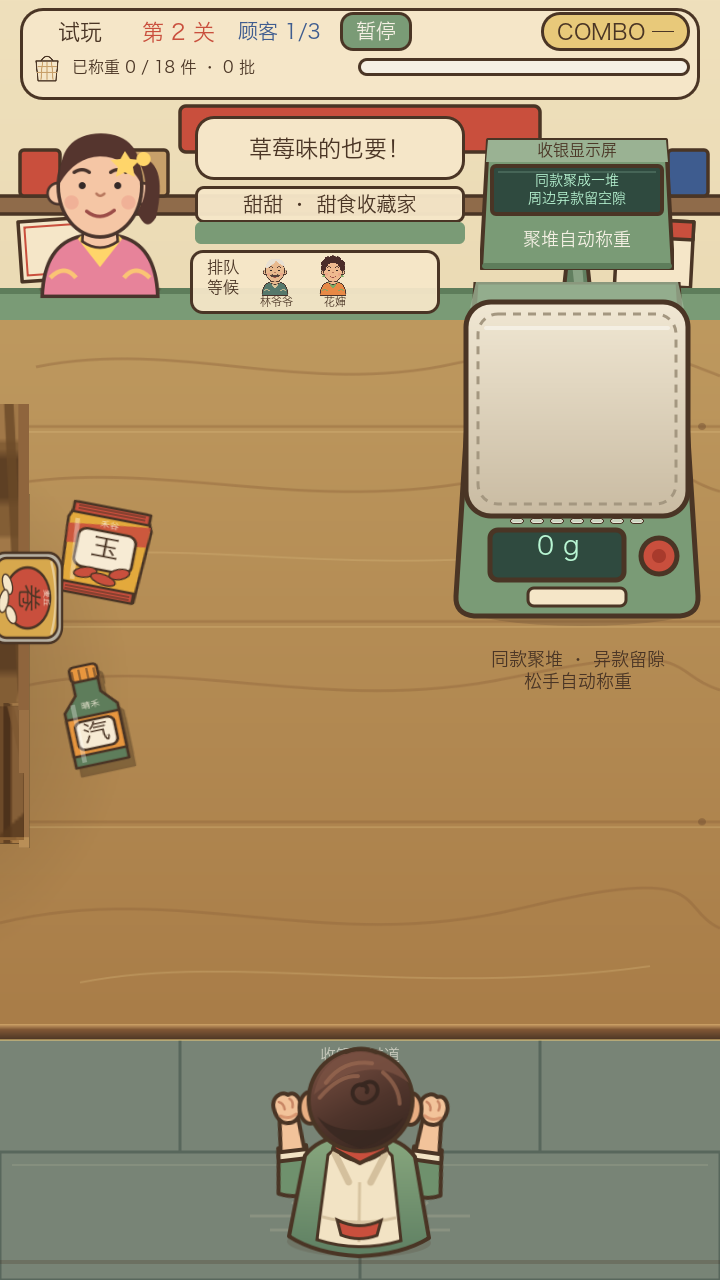 试玩 第 2 关 顾客 1/3 暂停 COMBO —
已称重 0 / 18 件 · 0 批
草莓味的也要!
甜甜 · 甜食收藏家
排队
等候
林爷爷 花婶
收银显示屏
同款聚成一堆
周边异款留空隙
聚堆自动称重
0 g
同款聚堆 · 异款留隙
松手自动称重
玉
卷
汽